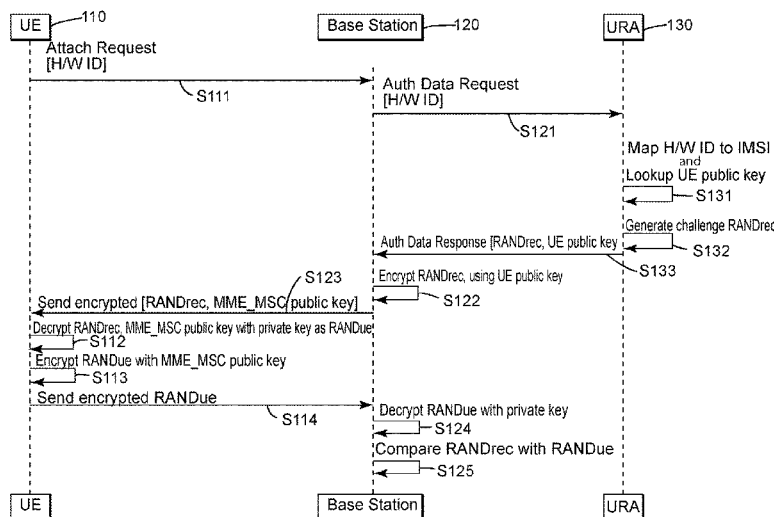 UE 110
Base Station 120
URA 130
Attach Request
[H/W ID]
S111
Auth Data Request
[H/W ID]
S121
Map H/W ID to IMSI
and
Lookup UE public key
S131
Generate challenge RANDrec
S132
Auth Data Response [RANDrec, UE public key
S133
Encrypt RANDrec, using UE public key
S122
S123
Send encrypted [RANDrec, MME_MSC public key]
Decrypt RANDrec, MME_MSC public key with private key as RANDue
S112
Encrypt RANDue with MME_MSC public key
S113
Send encrypted RANDue
S114
Decrypt RANDue with private key
S124
Compare RANDrec with RANDue
S125
UE
Base Station
URA